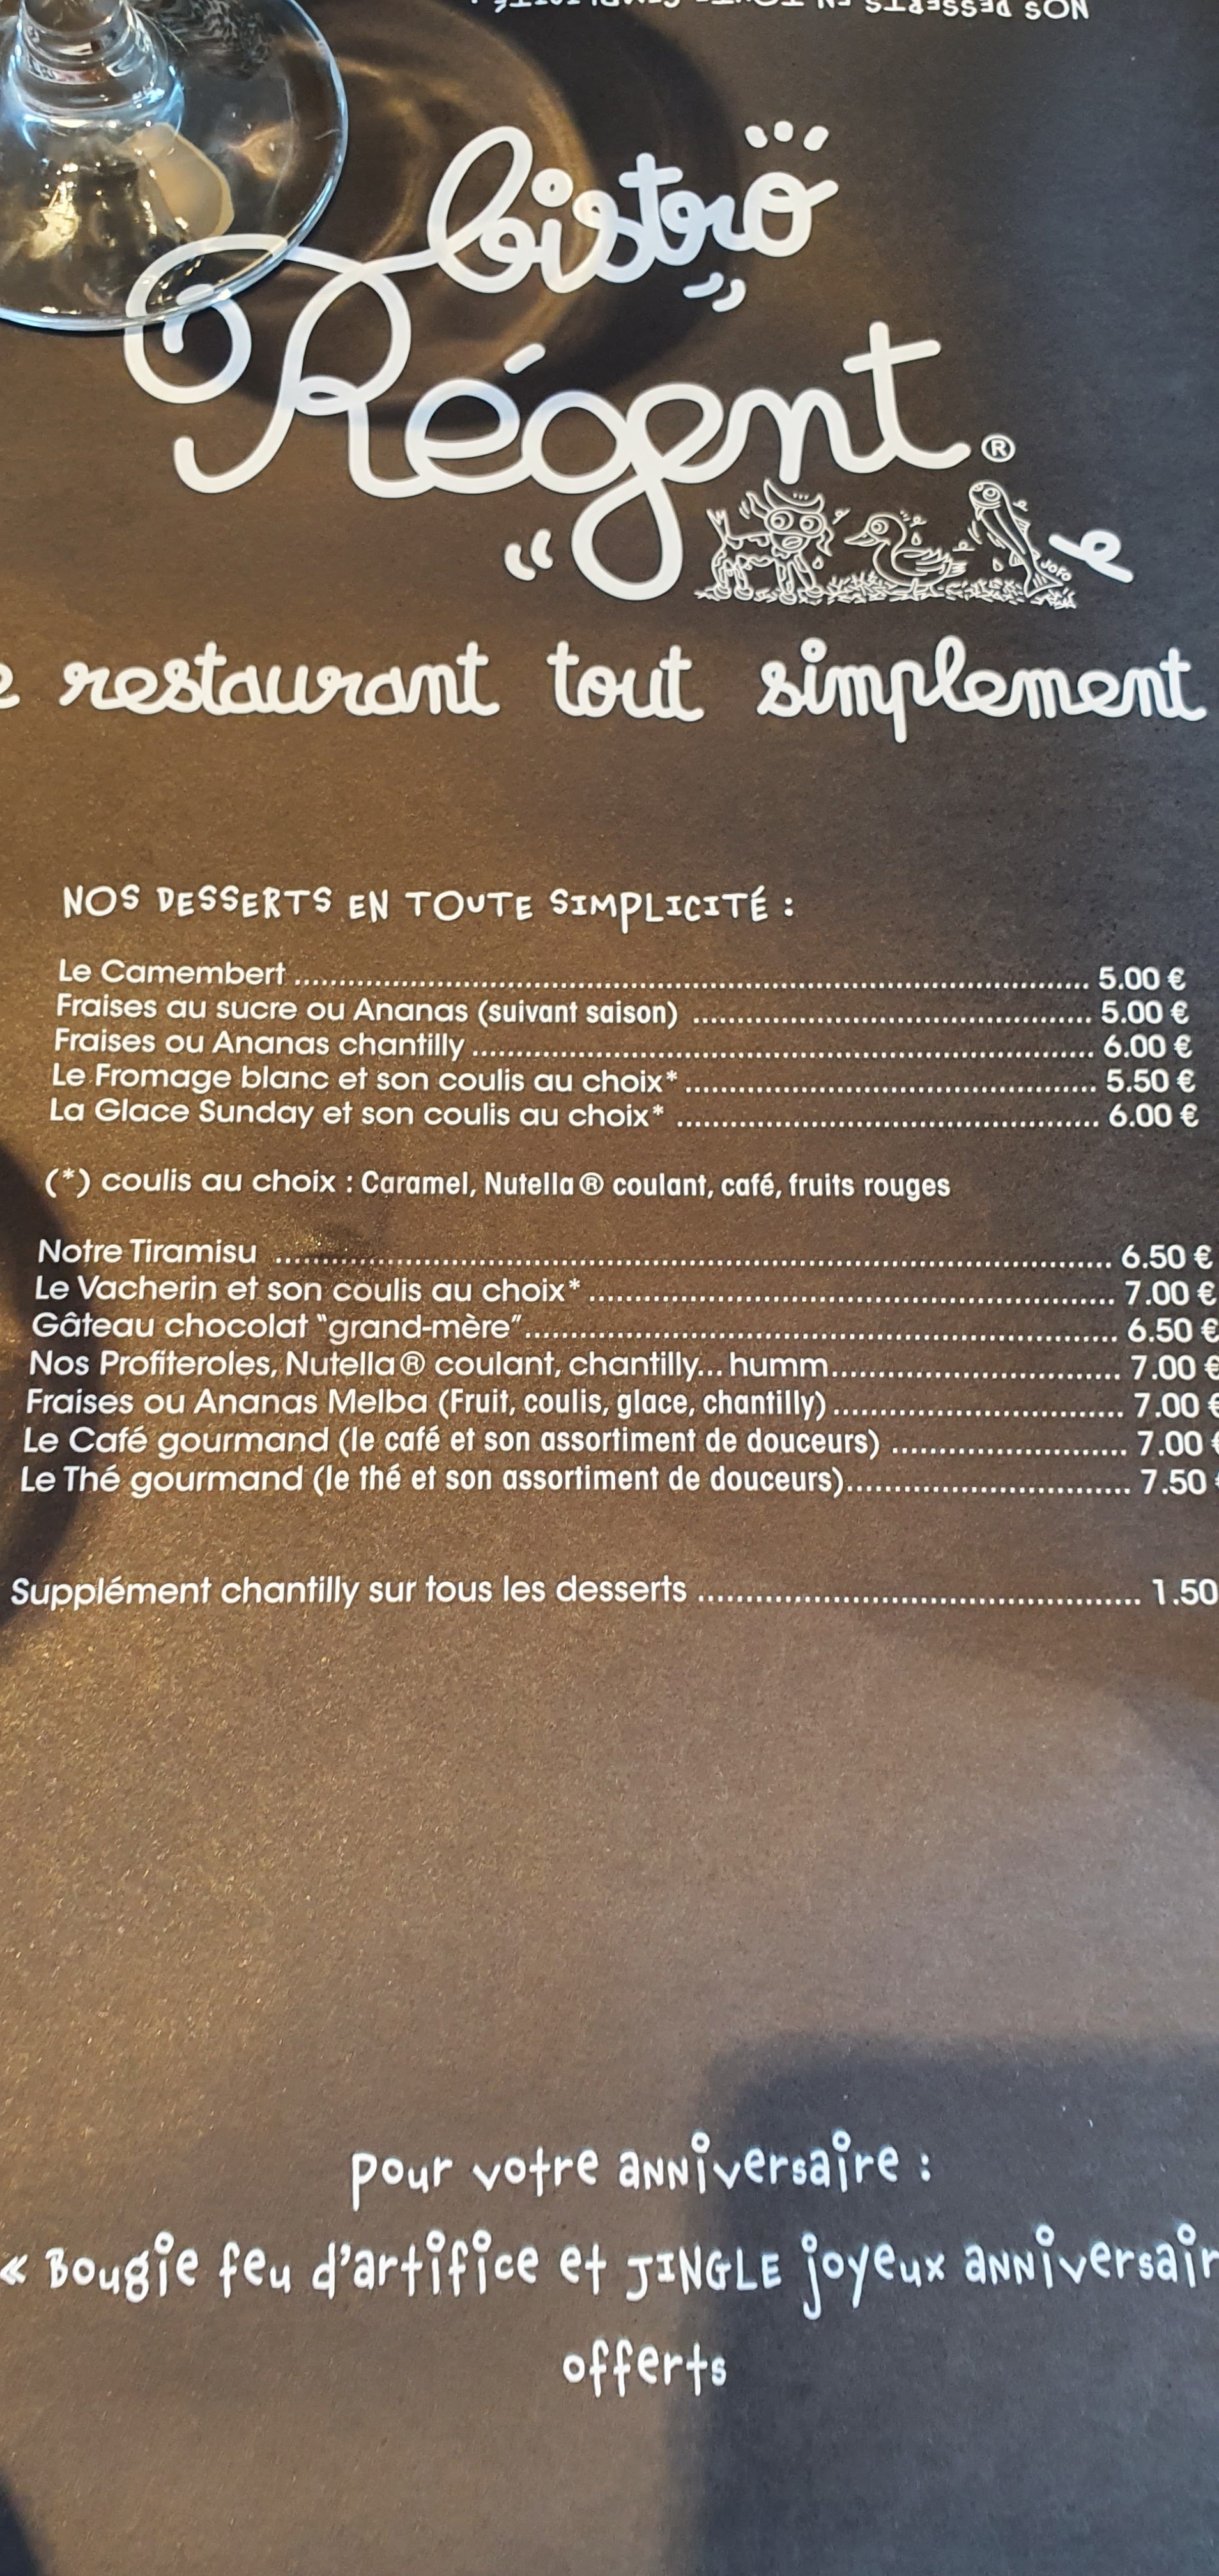 NOS DESSERTS EN
bistro
Régent ®
JOFO
restaurant tout simplement
NOS DESSERTS EN TOUTE SIMPLICITÉ :
Le Camembert ........ 5.00 €
Fraises au sucre ou Ananas (suivant saison) ........ 5.00 €
Fraises ou Ananas chantilly ........ 6.00 €
Le Fromage blanc et son coulis au choix* ........ 5.50 €
La Glace Sunday et son coulis au choix* ........ 6.00 €
(*) coulis au choix : Caramel, Nutella® coulant, café, fruits rouges
Notre Tiramisu ........ 6.50 €
Le Vacherin et son coulis au choix* ........ 7.00 €
Gâteau chocolat "grand-mère" ........ 6.50 €
Nos Profiteroles, Nutella® coulant, chantilly... humm ........ 7.00 €
Fraises ou Ananas Melba (Fruit, coulis, glace, chantilly) ........ 7.00 €
Le Café gourmand (le café et son assortiment de douceurs) ........ 7.00 €
Le Thé gourmand (le thé et son assortiment de douceurs) ........ 7.50 €
Supplément chantilly sur tous les desserts ........ 1.50
pour votre anniversaire :
« Bougie feu d'artifice et JINGLE joyeux anniversair
offerts